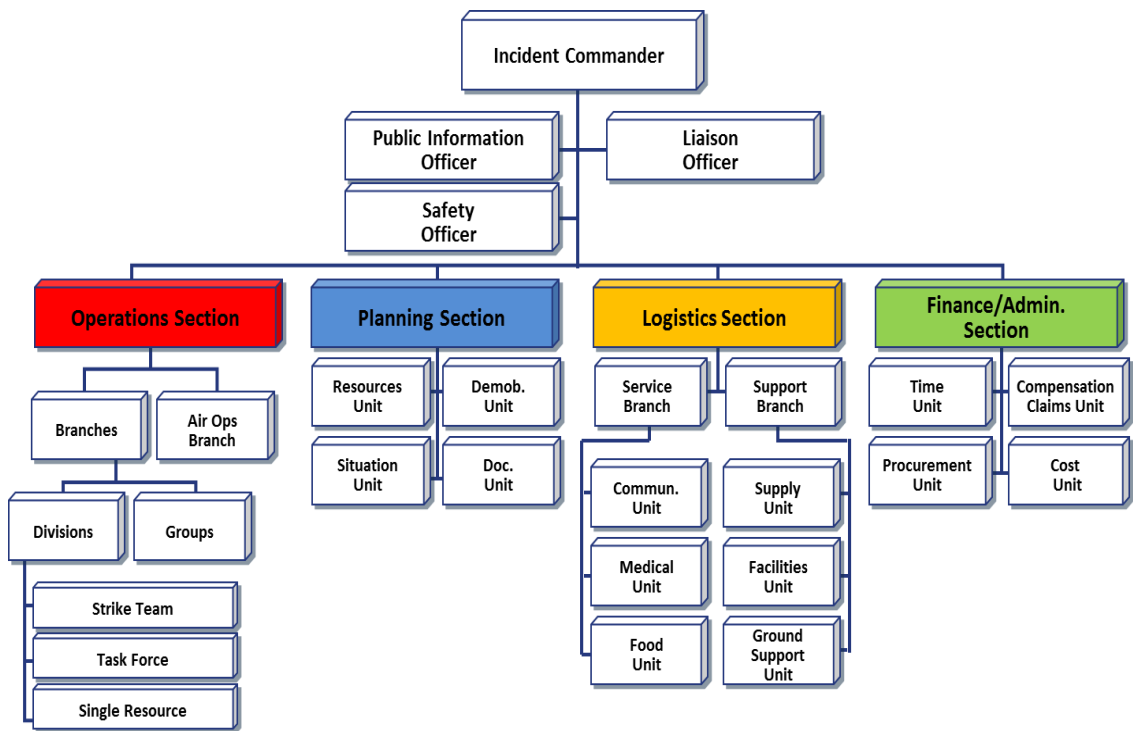 Incident Commander
Public Information
Officer
Liaison
Officer
Safety
Officer
Operations Section
Planning Section
Logistics Section
Finance/Admin.
Section
Branches
Air Ops
Branch
Divisions
Groups
Strike Team
Task Force
Single Resource
Resources
Unit
Demob.
Unit
Situation
Unit
Doc.
Unit
Service
Branch
Support
Branch
Commun.
Unit
Supply
Unit
Medical
Unit
Facilities
Unit
Food
Unit
Ground
Support
Unit
Time
Unit
Compensation
Claims Unit
Procurement
Unit
Cost
Unit